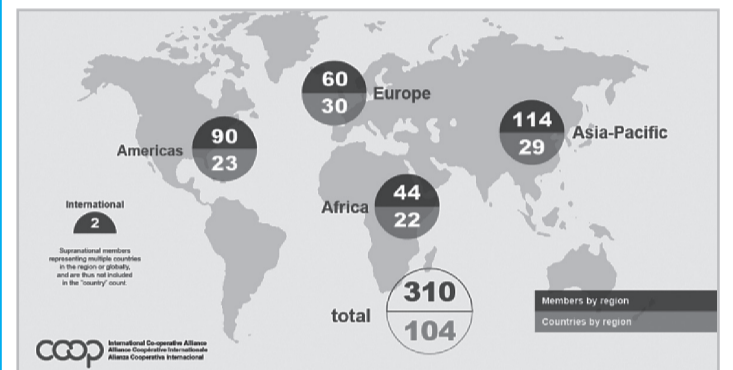 60
30
Europe
114
29
Asia-Pacific
90
23
Americas
44
22
Africa
International
2
Supranational members
representing multiple countries
in the region or globally,
and are thus not included
in the "country" count
310
104
total
Members by region
Countries by region
coop
International Co-operative Alliance
Alliance Coopérative Internationale
Alianza Cooperativa Internacional